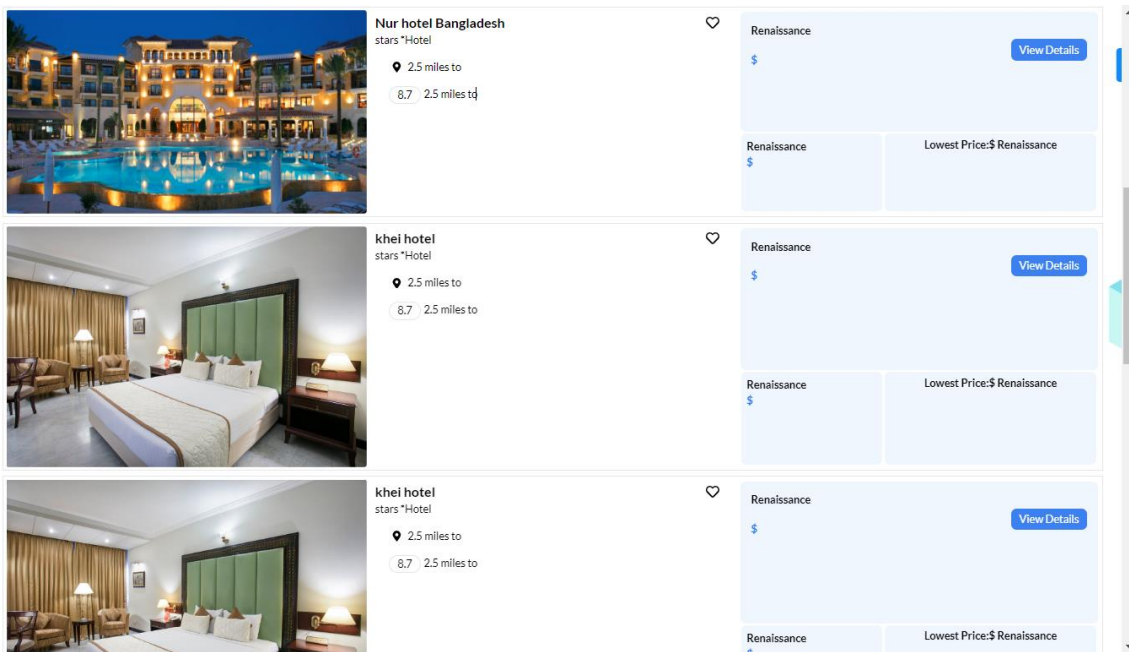 Nur hotel Bangladesh
stars *Hotel
2.5 miles to
8.7 2.5 miles to
Renaissance
$
View Details
Renaissance
$
Lowest Price:$ Renaissance
khei hotel
stars *Hotel
2.5 miles to
8.7 2.5 miles to
Renaissance
$
View Details
Renaissance
$
Lowest Price:$ Renaissance
khei hotel
stars *Hotel
2.5 miles to
8.7 2.5 miles to
Renaissance
$
View Details
Renaissance
$
Lowest Price:$ Renaissance